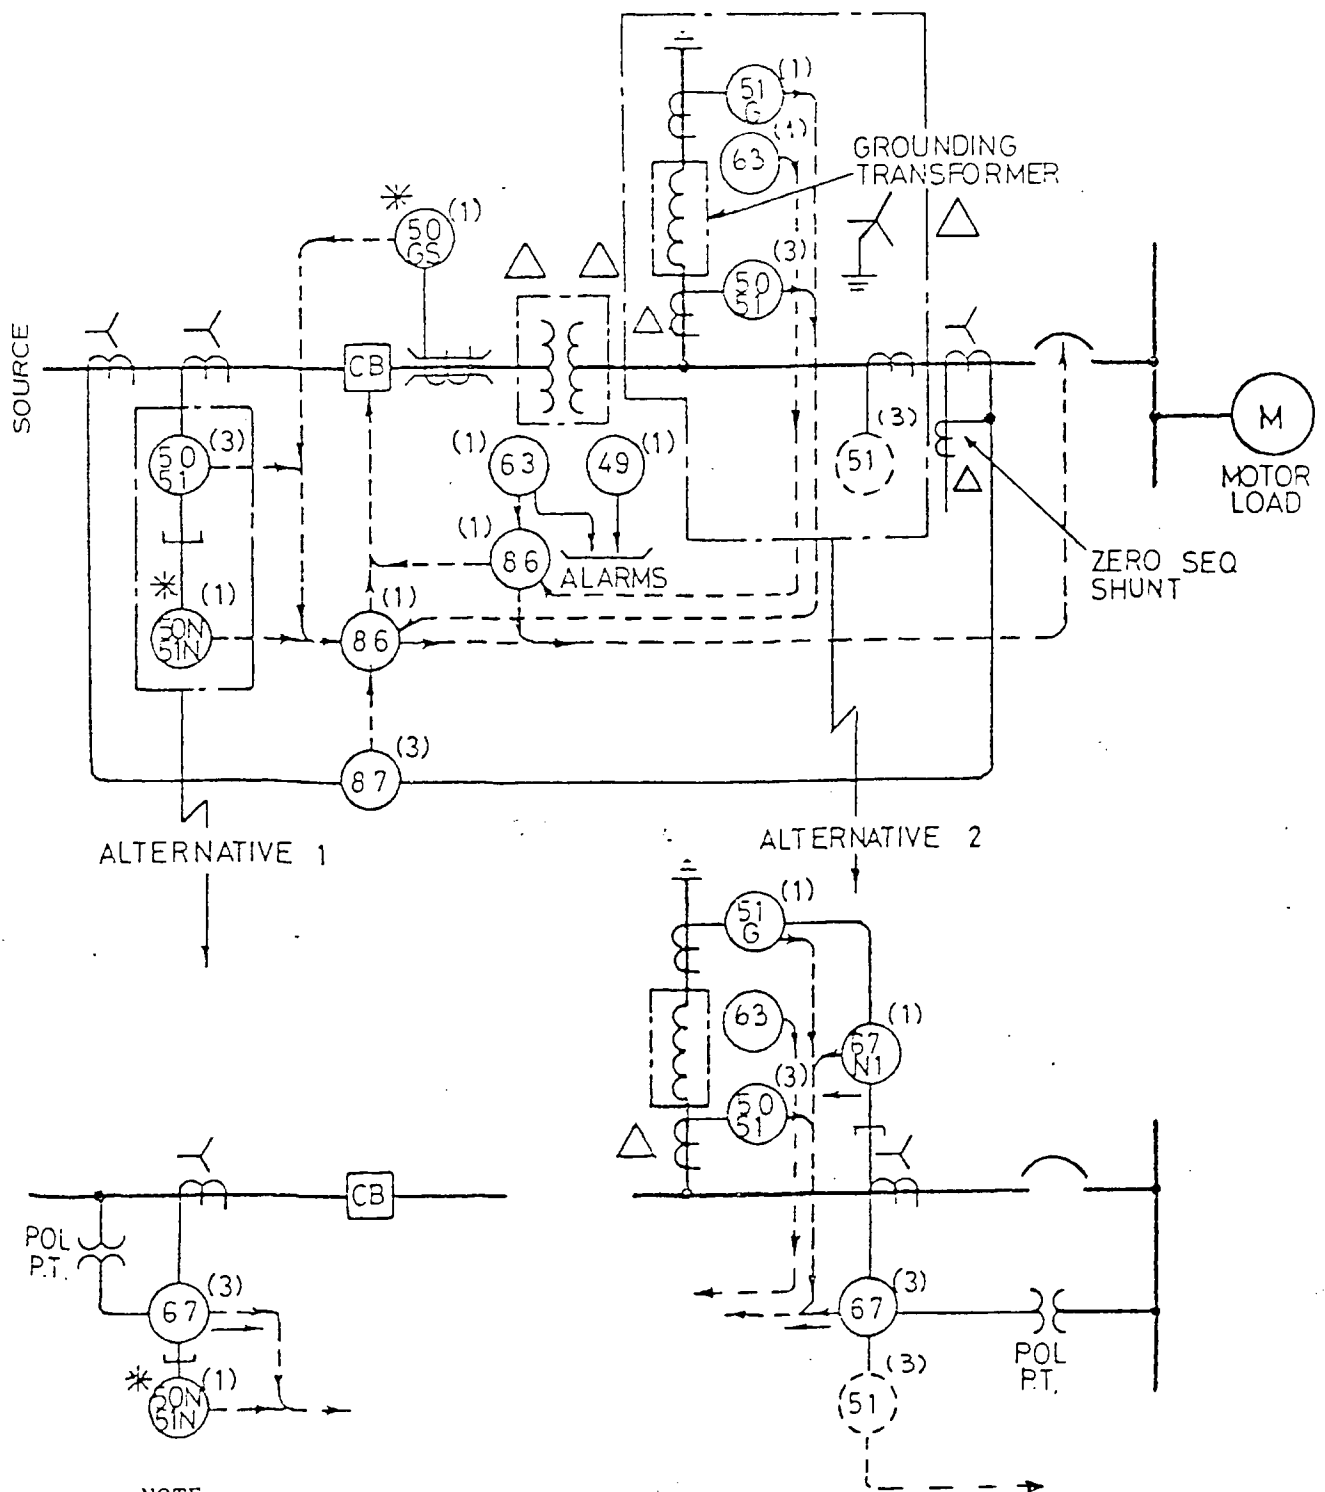 (1)
51
G
(1)
63
GROUNDING
TRANSFORMER
*
(1)
50
GS
(3)
50
51
SOURCE
CB
(3)
50
51
(1)
63
(1)
49
(3)
51
M
MOTOR
LOAD
(1)
86
ALARMS
ZERO SEQ
SHUNT
*
(1)
50N
51N
(1)
86
(3)
87
ALTERNATIVE 1
ALTERNATIVE 2
(1)
51
G
63
(1)
67
N1
(3)
50
51
CB
POL
P.T.
(3)
67
(3)
67
POL
P.T.
*
(1)
50N
51N
(3)
51
NOTE